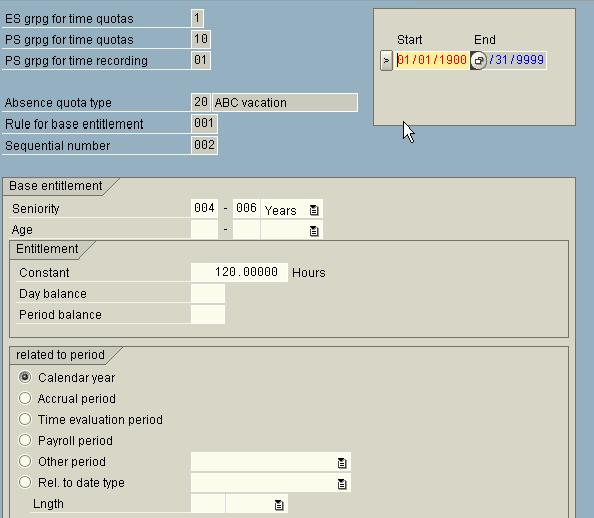 ES grpg for time quotas 1
PS grpg for time quotas 10
PS grpg for time recording 01
Start End
> 01/01/1900 /31/9999
Absence quota type 20 ABC vacation
Rule for base entitlement 001
Sequential number 002
Base entitlement
Seniority 004 - 006 Years
Age -
Entitlement
Constant 120.00000 Hours
Day balance
Period balance
related to period
Calendar year
Accrual period
Time evaluation period
Payroll period
Other period
Rel. to date type
Lngth